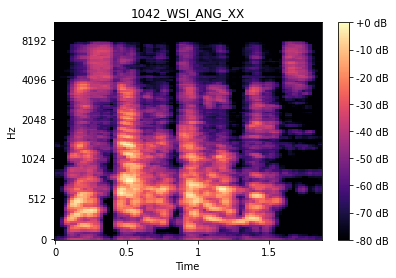 1042_WSI_ANG_XX
8192
4096
2048
1024
512
0
Hz
0
0.5
1
1.5
Time
+0 dB
-10 dB
-20 dB
-30 dB
-40 dB
-50 dB
-60 dB
-70 dB
-80 dB